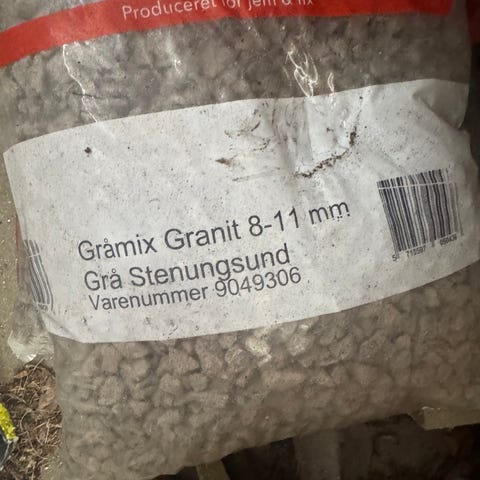 Produceret for jem & fix
Gråmix Granit 8-11 mm
Grå Stenungsund
Varenummer 9049306